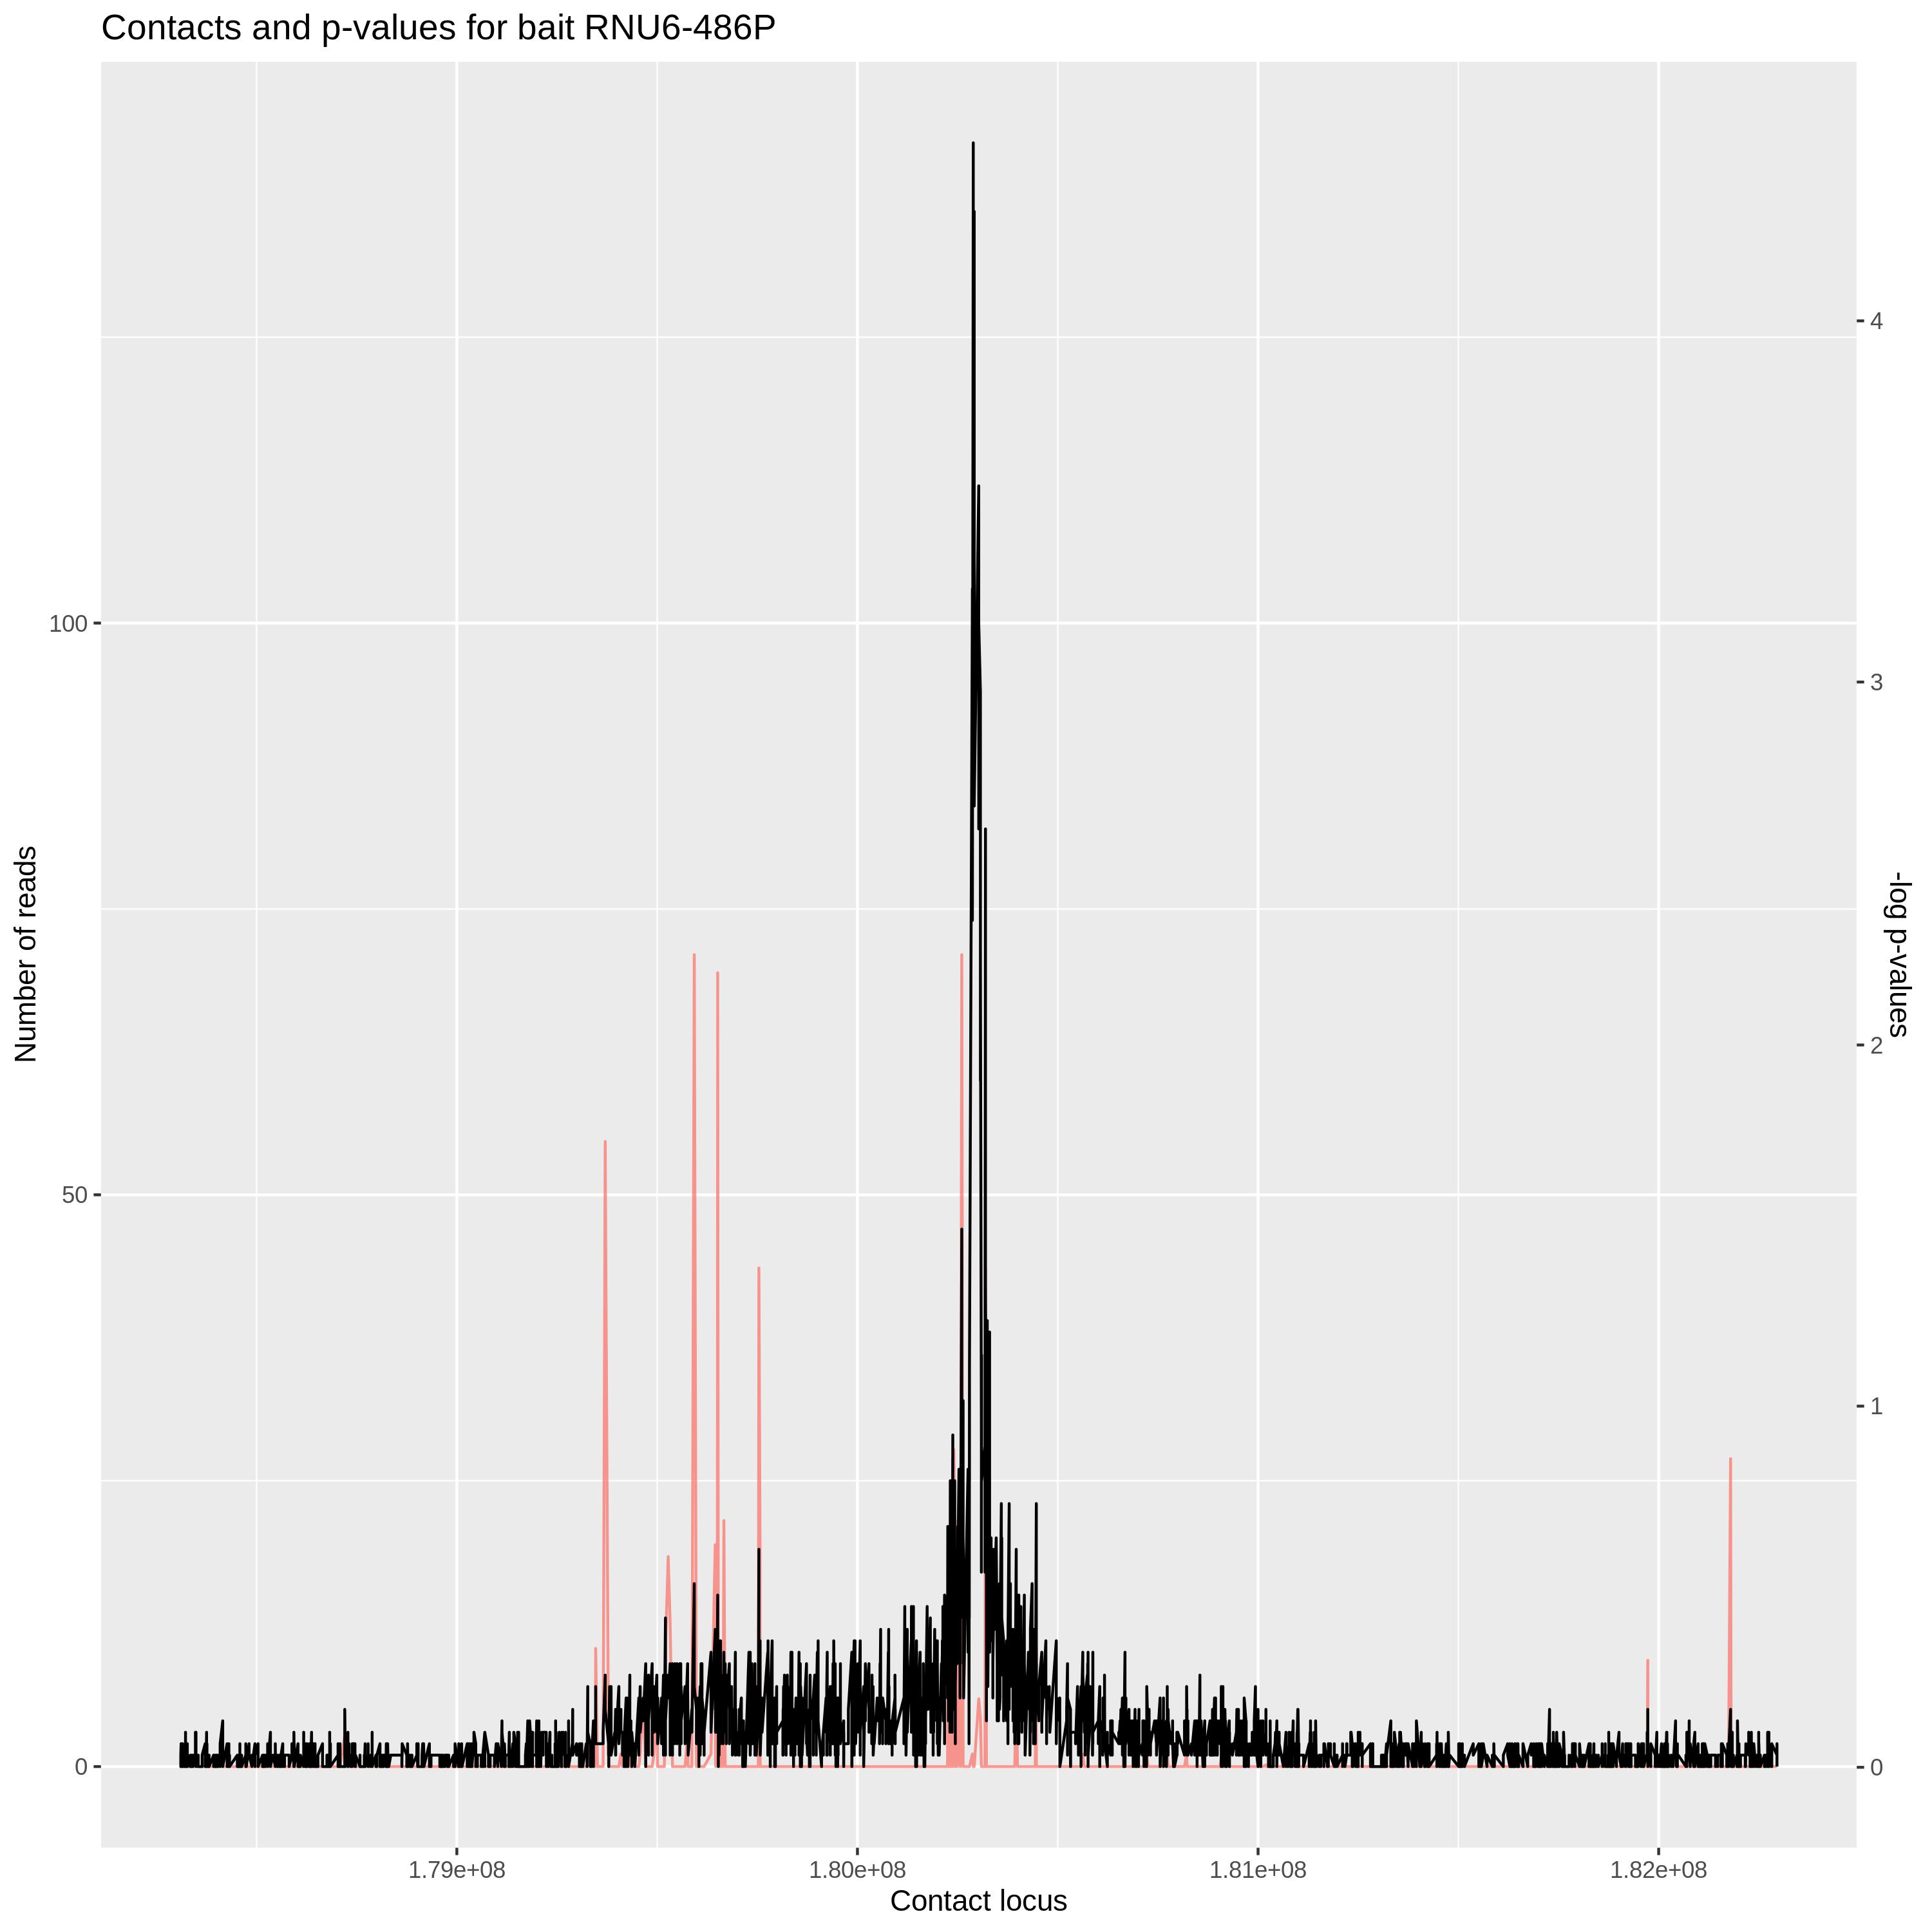 Contacts and p-values for bait RNU6-486P
Number of reads
100
50
0
4
3
2
1
0
-log p-values
1.79e+08
1.80e+08
1.81e+08
1.82e+08
Contact locus